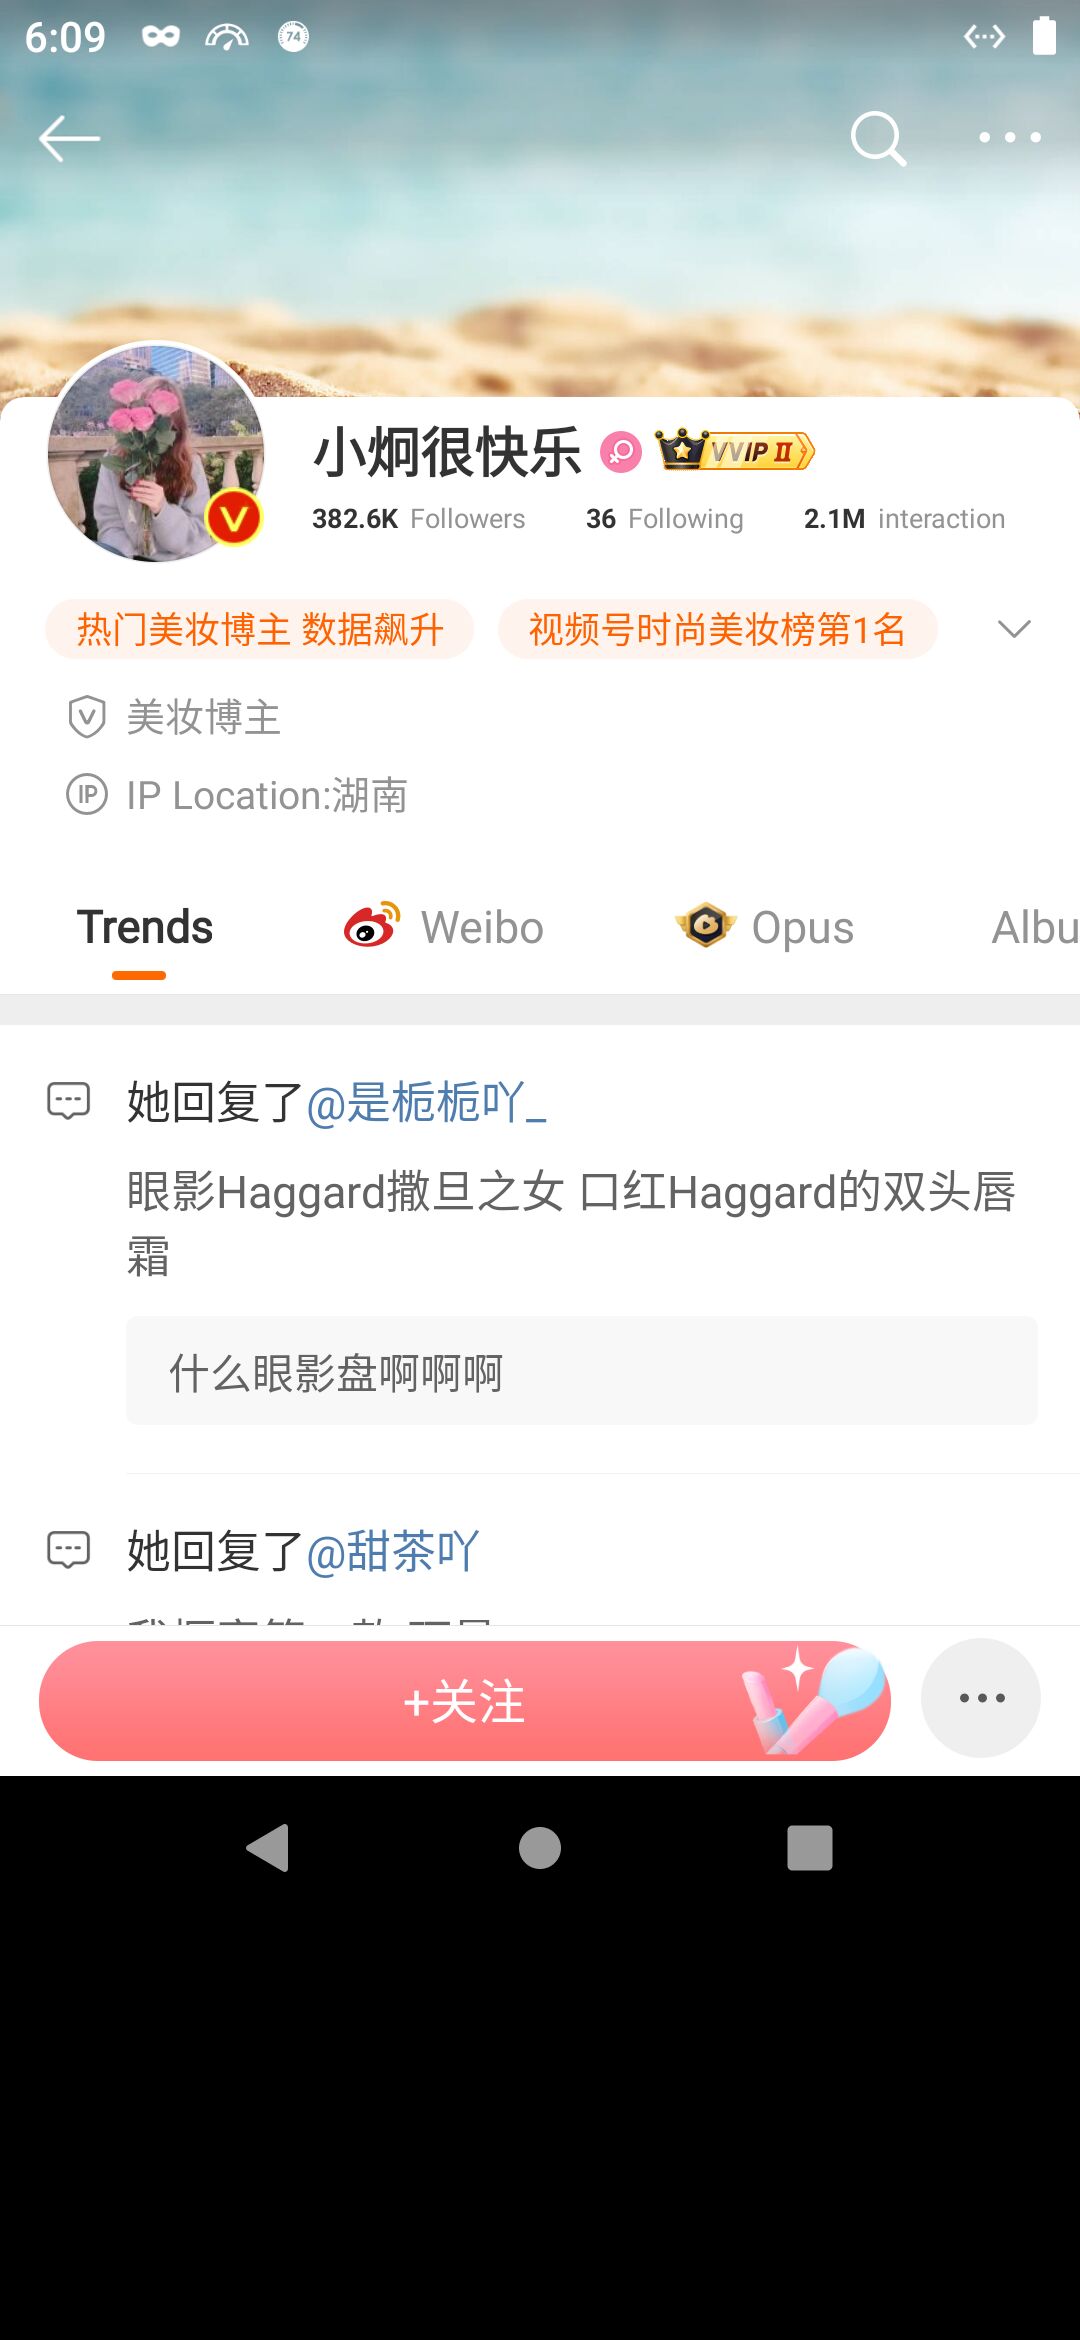 6:09
74
小炯很快乐
VVIP II
382.6K Followers 36 Following 2.1M interaction
热门美妆博主 数据飙升 视频号时尚美妆榜第1名
美妆博主
IP IP Location:湖南
Trends Weibo Opus Albu
她回复了@是栀栀吖_
眼影Haggard撒旦之女 口红Haggard的双头唇
霜
什么眼影盘啊啊啊
她回复了@甜茶吖
+关注